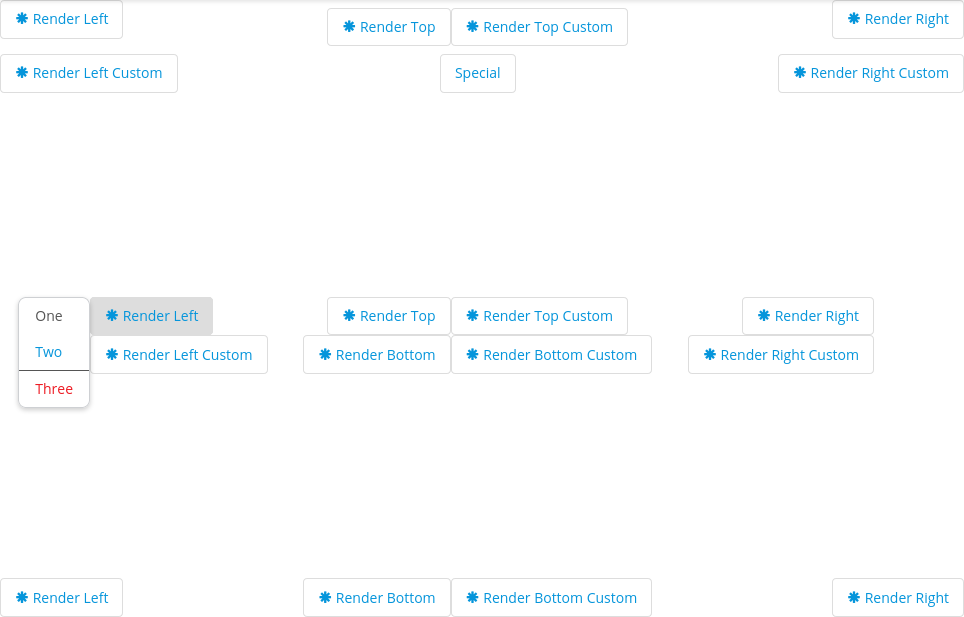 Render Left
Render Top
Render Top Custom
Render Right
Render Left Custom
Special
Render Right Custom
One
Render Left
Render Top
Render Top Custom
Render Right
Two
Render Left Custom
Render Bottom
Render Bottom Custom
Render Right Custom
Three
Render Left
Render Bottom
Render Bottom Custom
Render Right